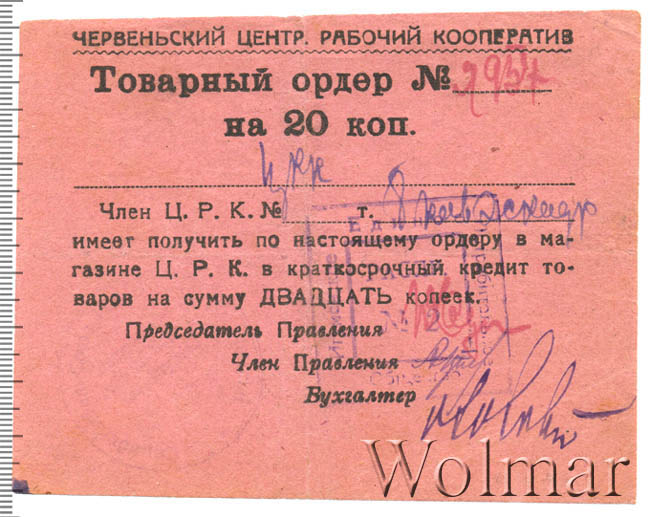 ЧЕРВЕНЬСКИЙ ЦЕНТР. РАБОЧИЙ КООПЕРАТИВ
Товарный ордер №
на 20 коп.
Член Ц. Р. К. № т.
имеет получить по настоящему ордеру в ма-
газине Ц. Р. К. в краткосрочный кредит то-
варов на сумму ДВАДЦАТЬ копеек.
Председатель Правления
Член Правления
Бухгалтер
Wolmar